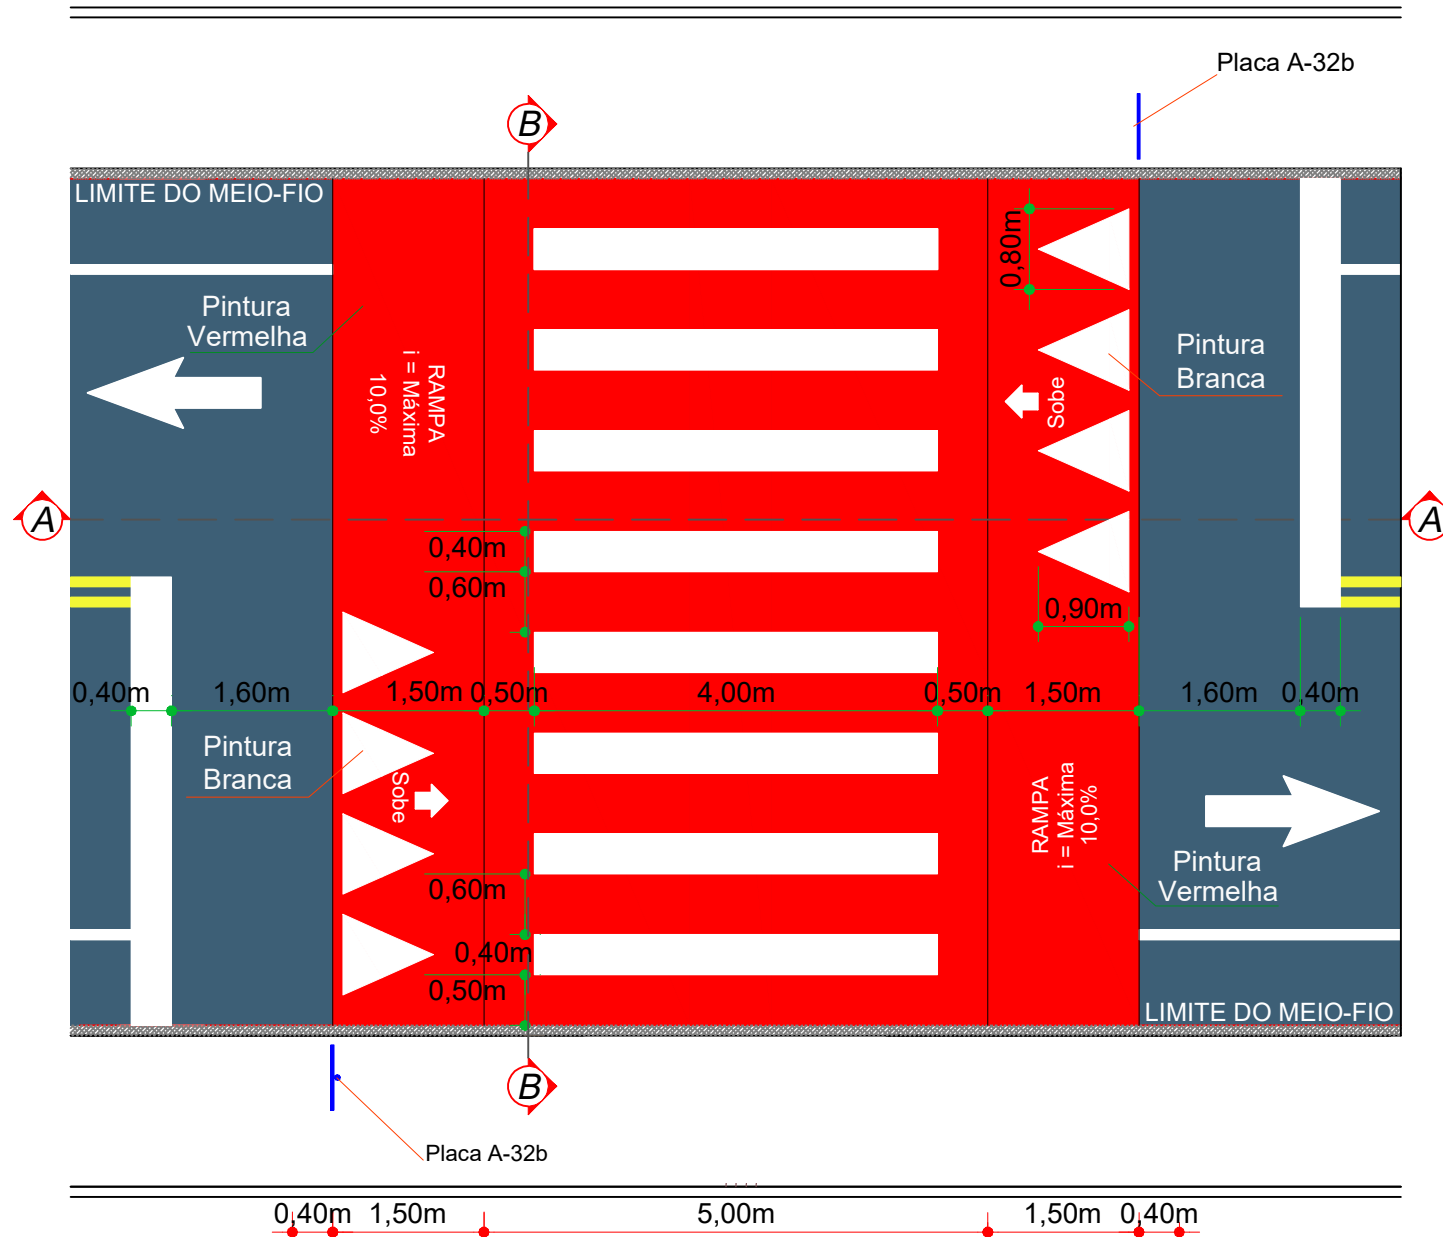 Placa A-32b
B
LIMITE DO MEIO-FIO
0,80m
Pintura
Vermelha
Pintura
Branca
RAMPA
i = Máxima
10,0%
Sobe
A
A
0,40m
0,60m
0,90m
0,40m
1,60m
1,50m
0,50m
4,00m
0,50m
1,50m
1,60m
0,40m
Pintura
Branca
Sobe
RAMPA
i = Máxima
10,0%
Pintura
Vermelha
0,60m
0,40m
0,50m
LIMITE DO MEIO-FIO
B
Placa A-32b
0,40m
1,50m
5,00m
1,50m
0,40m